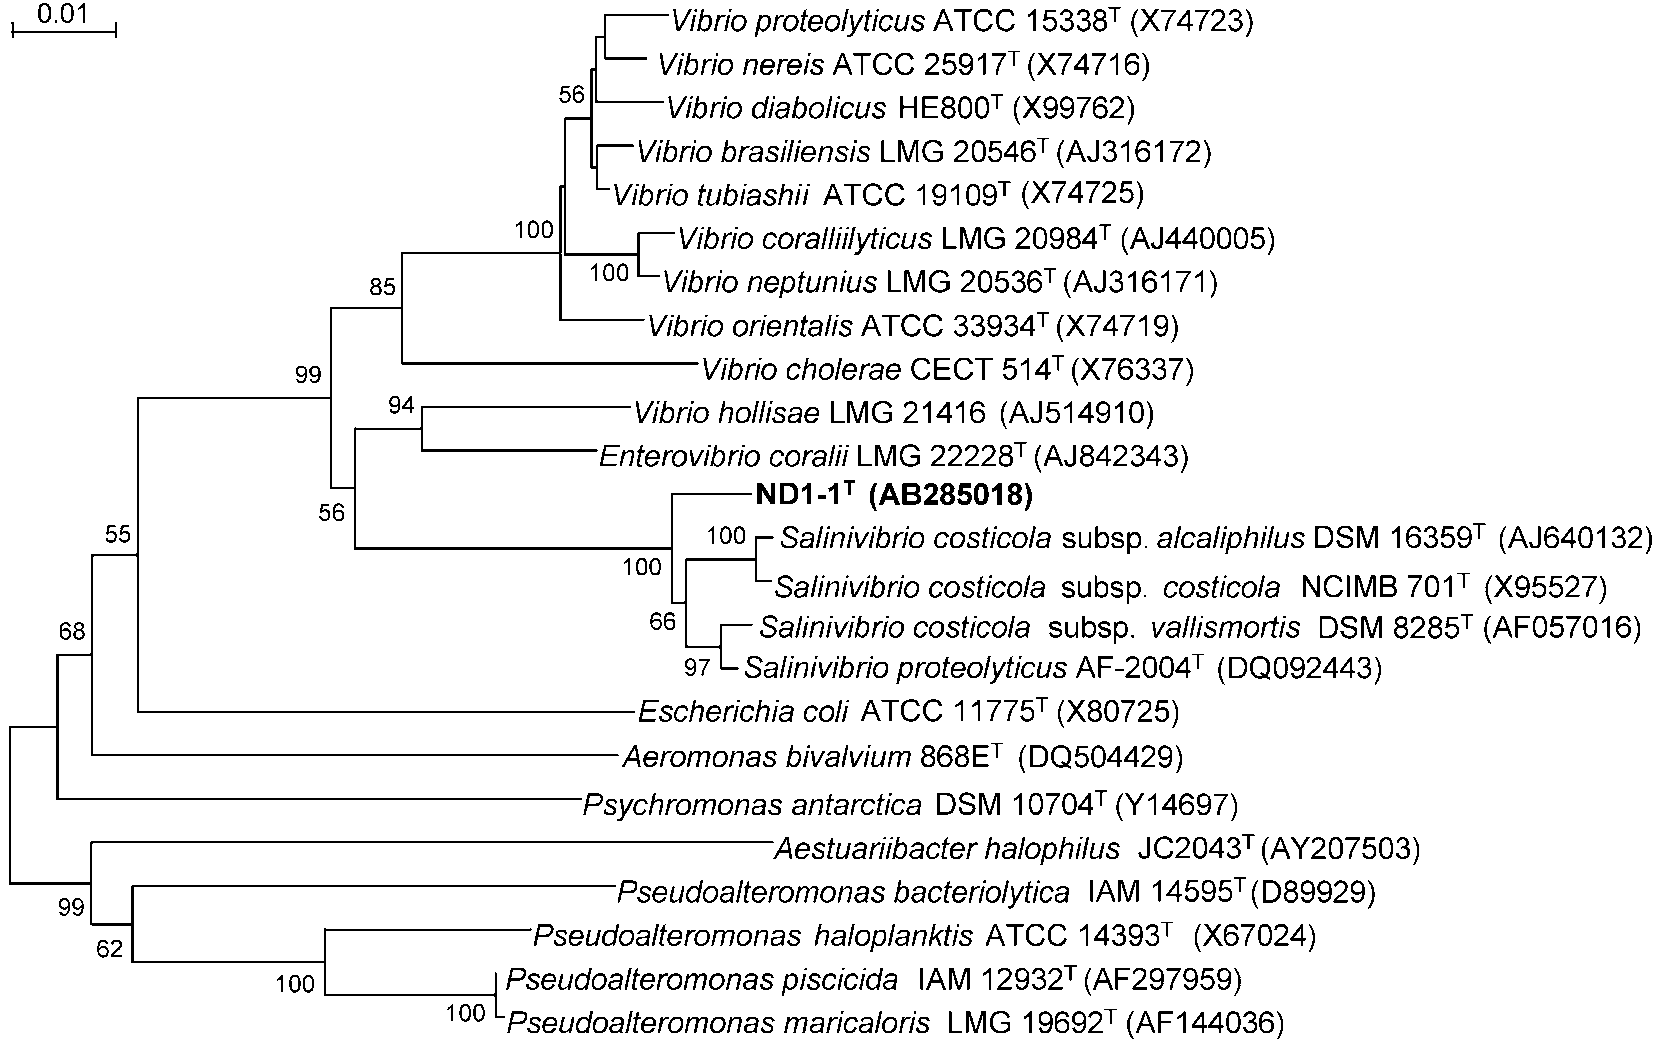 0.01
Vibrio proteolyticus ATCC 15338ᵀ (X74723)
Vibrio nereis ATCC 25917ᵀ (X74716)
56
Vibrio diabolicus HE800ᵀ (X99762)
Vibrio brasiliensis LMG 20546ᵀ (AJ316172)
Vibrio tubiashii ATCC 19109ᵀ (X74725)
100
Vibrio coralliilyticus LMG 20984ᵀ (AJ440005)
100
Vibrio neptunius LMG 20536ᵀ (AJ316171)
85
Vibrio orientalis ATCC 33934ᵀ (X74719)
99
Vibrio cholerae CECT 514ᵀ (X76337)
94
Vibrio hollisae LMG 21416 (AJ514910)
Enterovibrio coralii LMG 22228ᵀ (AJ842343)
ND1-1ᵀ (AB285018)
56
55
100
Salinivibrio costicola subsp. alcaliphilus DSM 16359ᵀ (AJ640132)
100
Salinivibrio costicola subsp. costicola NCIMB 701ᵀ (X95527)
68
66
Salinivibrio costicola subsp. vallismortis DSM 8285ᵀ (AF057016)
97
Salinivibrio proteolyticus AF-2004ᵀ (DQ092443)
Escherichia coli ATCC 11775ᵀ (X80725)
Aeromonas bivalvium 868Eᵀ (DQ504429)
Psychromonas antarctica DSM 10704ᵀ (Y14697)
Aestuariibacter halophilus JC2043ᵀ (AY207503)
99
Pseudoalteromonas bacteriolytica IAM 14595ᵀ (D89929)
62
Pseudoalteromonas haloplanktis ATCC 14393ᵀ (X67024)
100
Pseudoalteromonas piscicida IAM 12932ᵀ (AF297959)
100
Pseudoalteromonas maricaloris LMG 19692ᵀ (AF144036)